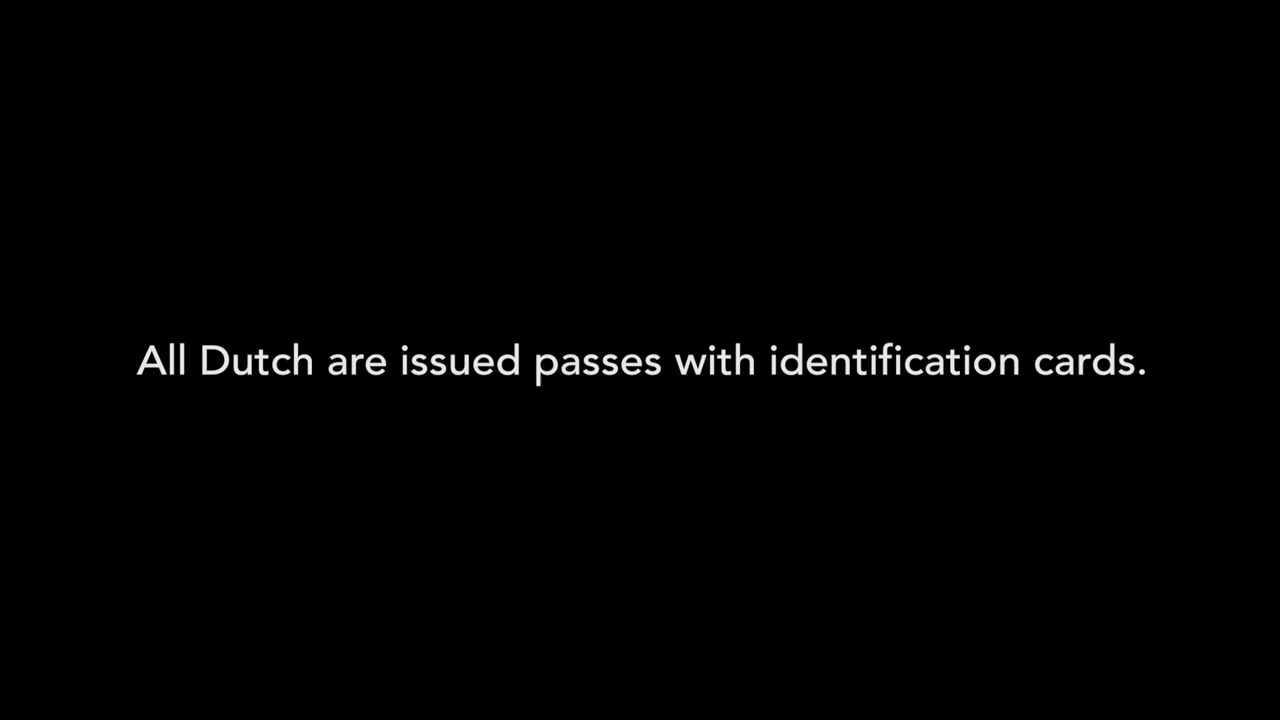 All Dutch are issued passes with identification cards.